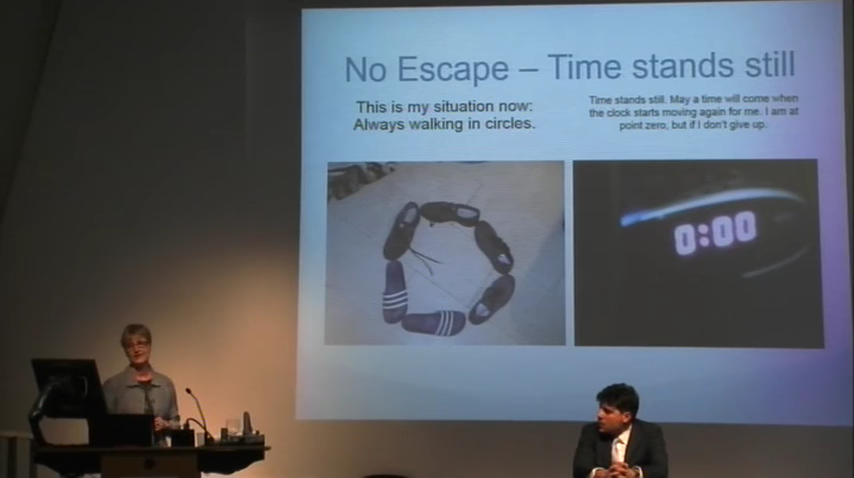 No Escape – Time stands still
This is my situation now:
Always walking in circles.
Time stands still. May a time will come when
the clock starts moving again for me. I am at
point zero, but if I don't give up.
0:00